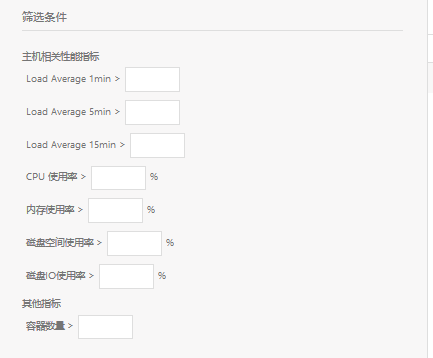 筛选条件
主机相关性能指标
Load Average 1min >
Load Average 5min >
Load Average 15min >
CPU 使用率 > %
内存使用率 > %
磁盘空间使用率 > %
磁盘IO使用率 > %
其他指标
容器数量 >